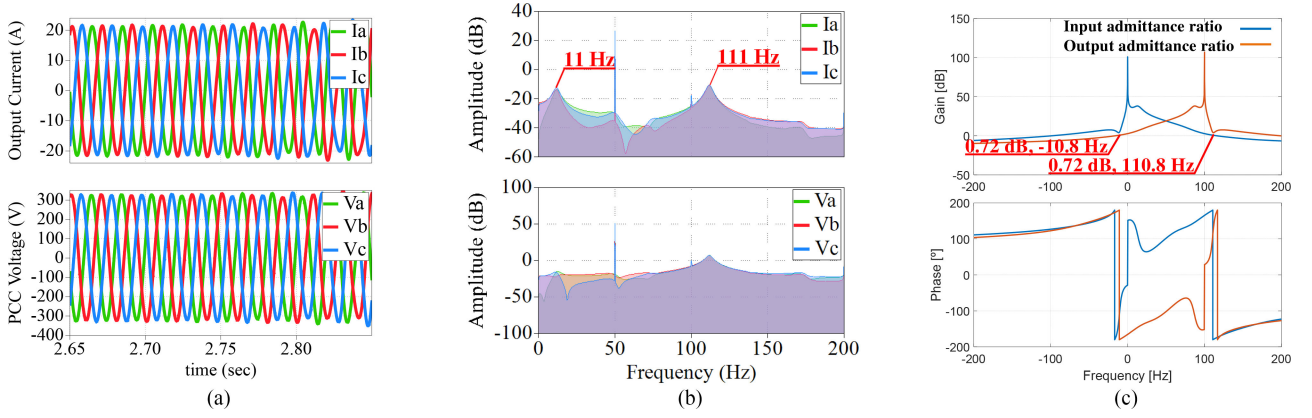 Output Current (A)
20
10
0
-10
-20
Ia
Ib
Ic
PCC Voltage (V)
300
200
100
0
-100
-200
-300
-400
Va
Vb
Vc
2.65
2.70
2.75
2.80
time (sec)
(a)
Amplitude (dB)
40
20
0
-20
-40
-60
11 Hz
111 Hz
Ia
Ib
Ic
Amplitude (dB)
100
50
0
-50
-100
Va
Vb
Vc
0
50
100
150
200
Frequency (Hz)
(b)
Gain [dB]
150
100
50
0
-50
Input admittance ratio
Output admittance ratio
0.72 dB, -10.8 Hz
0.72 dB, 110.8 Hz
-200
-100
0
100
200
Phase [º]
200
100
0
-100
-200
-200
-100
0
100
200
Frequency [Hz]
(c)